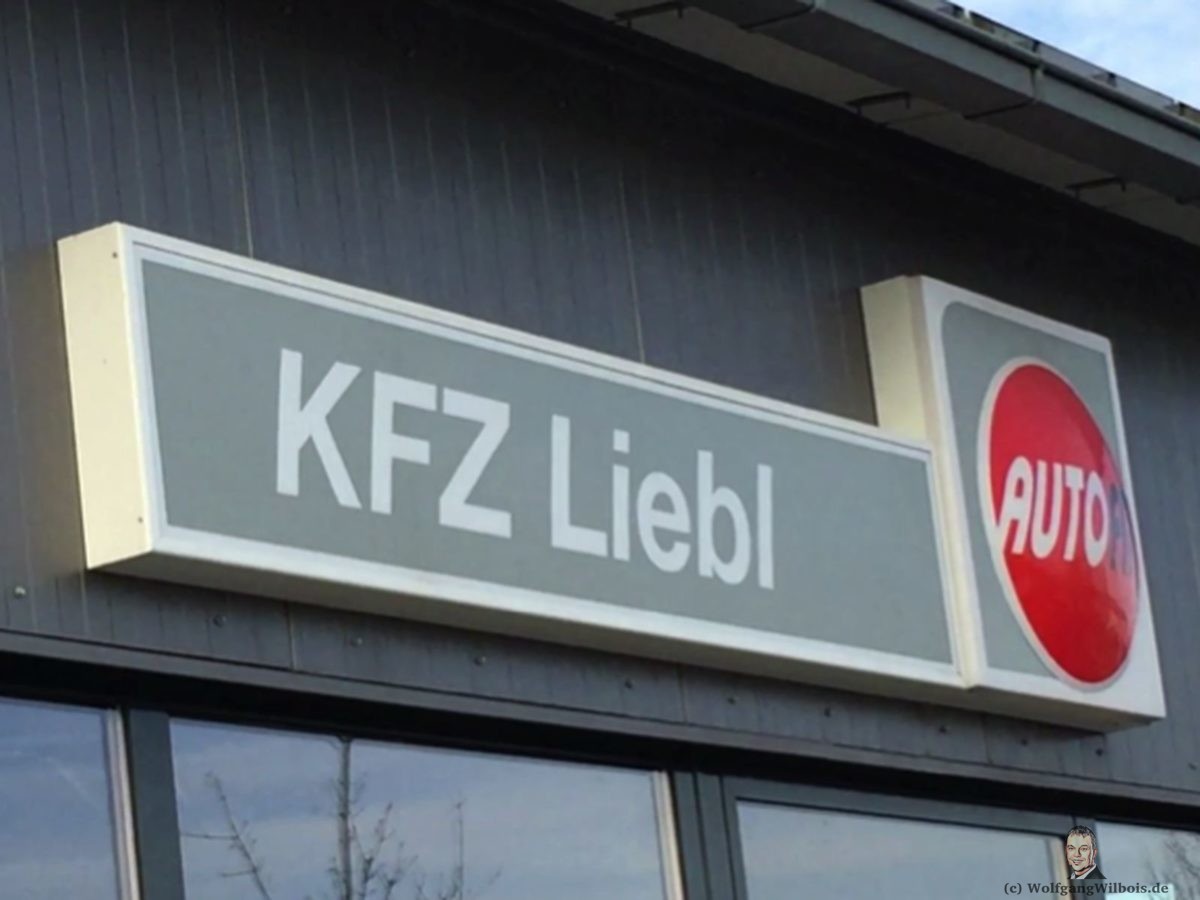 KFZ Liebl
AUTO
(c) WolfgangWilbois.de